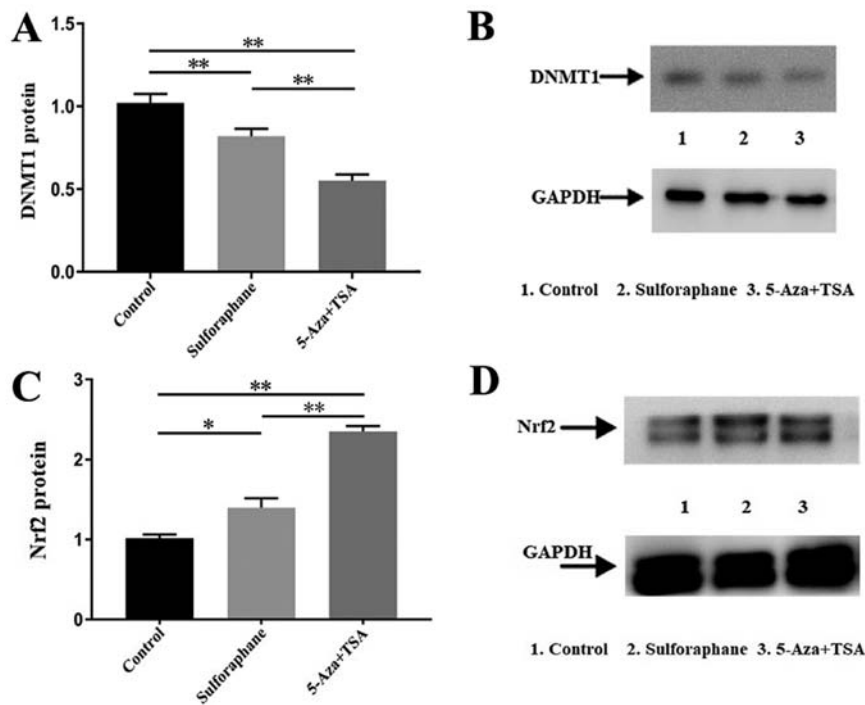 A
DNMT1 protein
1.5
1.0
0.5
0.0
**
**
**
Control
Sulforaphane
5-Aza+TSA
B
DNMT1
1 2 3
GAPDH
1. Control 2. Sulforaphane 3. 5-Aza+TSA
C
Nrf2 protein
3
2
1
0
**
**
*
Control
Sulforaphane
5-Aza+TSA
D
Nrf2
1 2 3
GAPDH
1. Control 2. Sulforaphane 3. 5-Aza+TSA